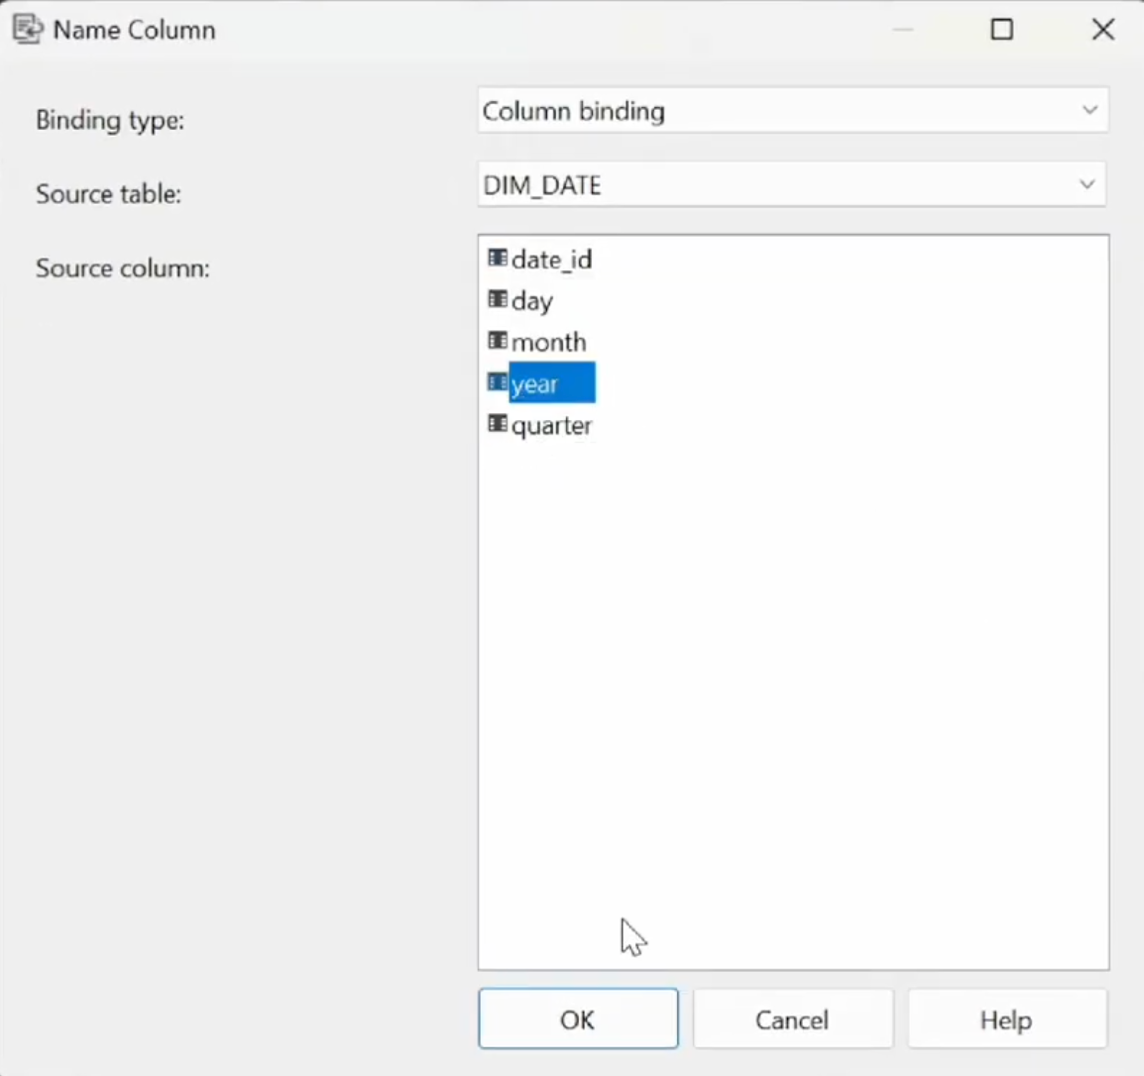 Name Column
Binding type:
Column binding
Source table:
DIM_DATE
Source column:
date_id
day
month
year
quarter
OK
Cancel
Help